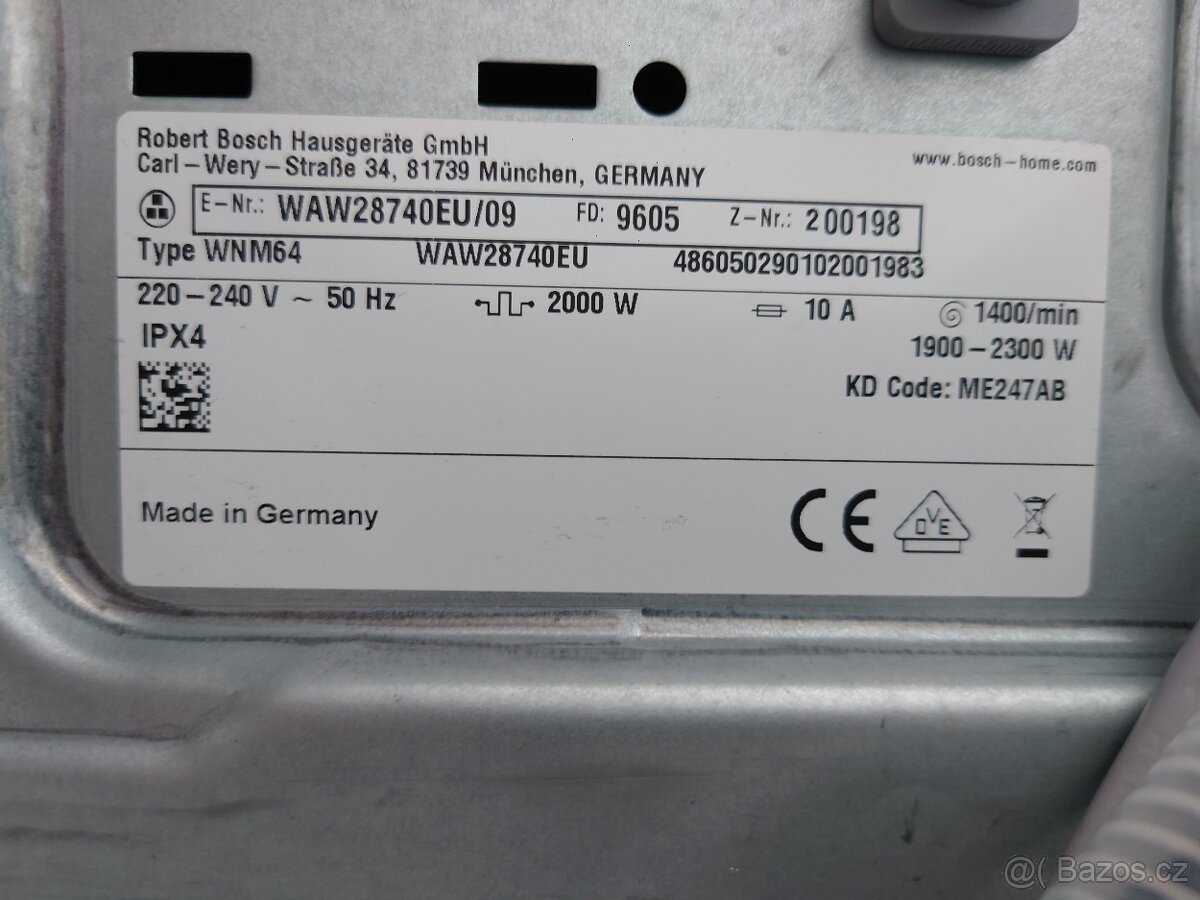 Robert Bosch Hausgeräte GmbH
Carl-Wery-Straße 34, 81739 München, GERMANY
www.bosch-home.com
E-Nr.: WAW28740EU/09 FD: 9605 Z-Nr.: 200198
Type WNM64 WAW28740EU 486050290102001983
220-240 V ~ 50 Hz 2000 W 10 A 1400/min
IPX4 1900-2300 W
KD Code: ME247AB
Made in Germany CE DVE
@( Bazos.cz